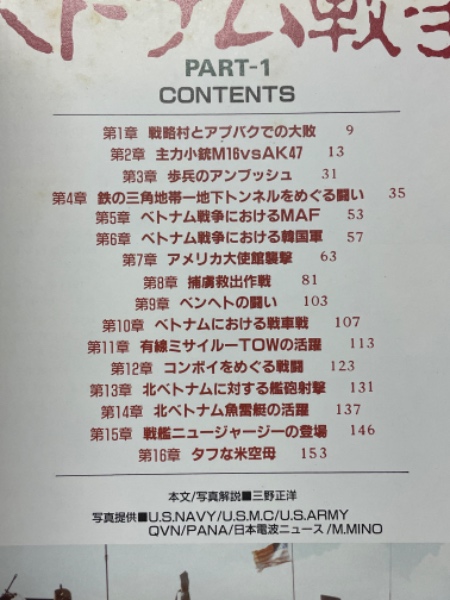 ベトナム戦争
PART-1
CONTENTS
第1章 戦略村とアプバクでの大敗 9
第2章 主力小銃M16vsAK47 13
第3章 歩兵のアンブッシュ 31
第4章 鉄の三角地帯ー地下トンネルをめぐる闘い 35
第5章 ベトナム戦争におけるMAF 53
第6章 ベトナム戦争における韓国軍 57
第7章 アメリカ大使館襲撃 63
第8章 捕虜救出作戦 81
第9章 ベンヘトの闘い 103
第10章 ベトナムにおける戦車戦 107
第11章 有線ミサイルーTOWの活躍 113
第12章 コンボイをめぐる戦闘 123
第13章 北ベトナムに対する艦砲射撃 131
第14章 北ベトナム魚雷艇の活躍 137
第15章 戦艦ニュージャージーの登場 146
第16章 タフな米空母 153
本文/写真解説■三野正洋
写真提供■U.S.NAVY/U.S.M.C/U.S.ARMY
QVN/PANA/日本電波ニュース/M.MINO